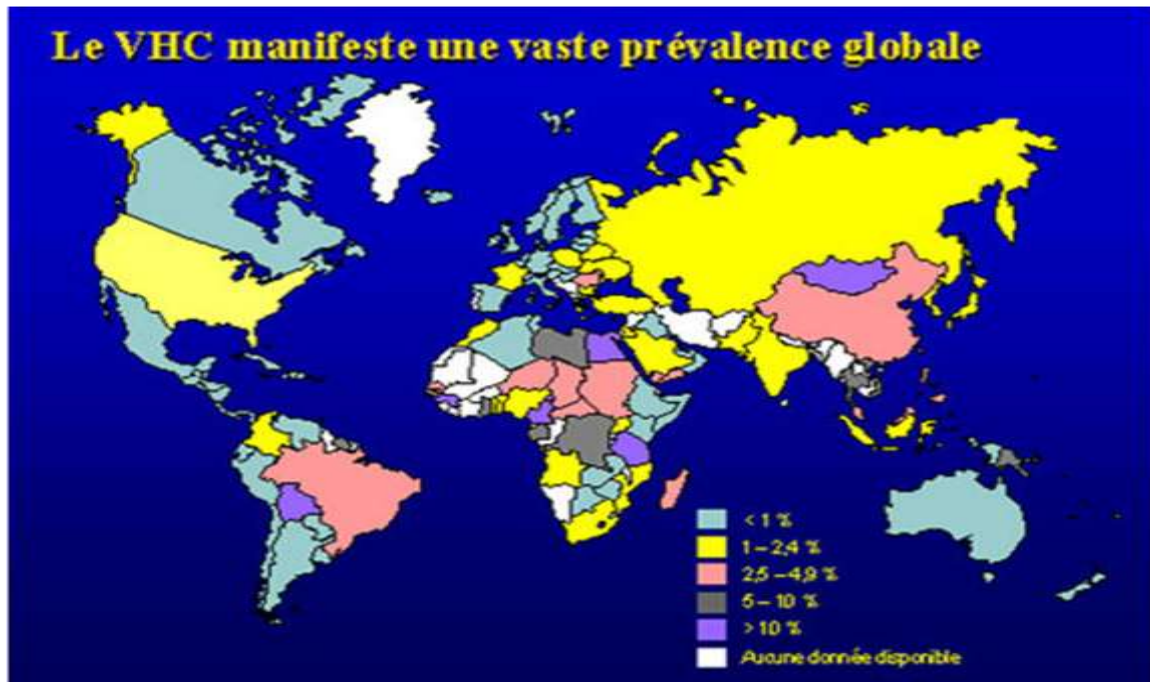 Le VHC manifeste une vaste prévalence globale
< 1 %
1 – 2,4 %
2,5 – 4,9 %
5 – 10 %
> 10 %
Aucune donnée disponible